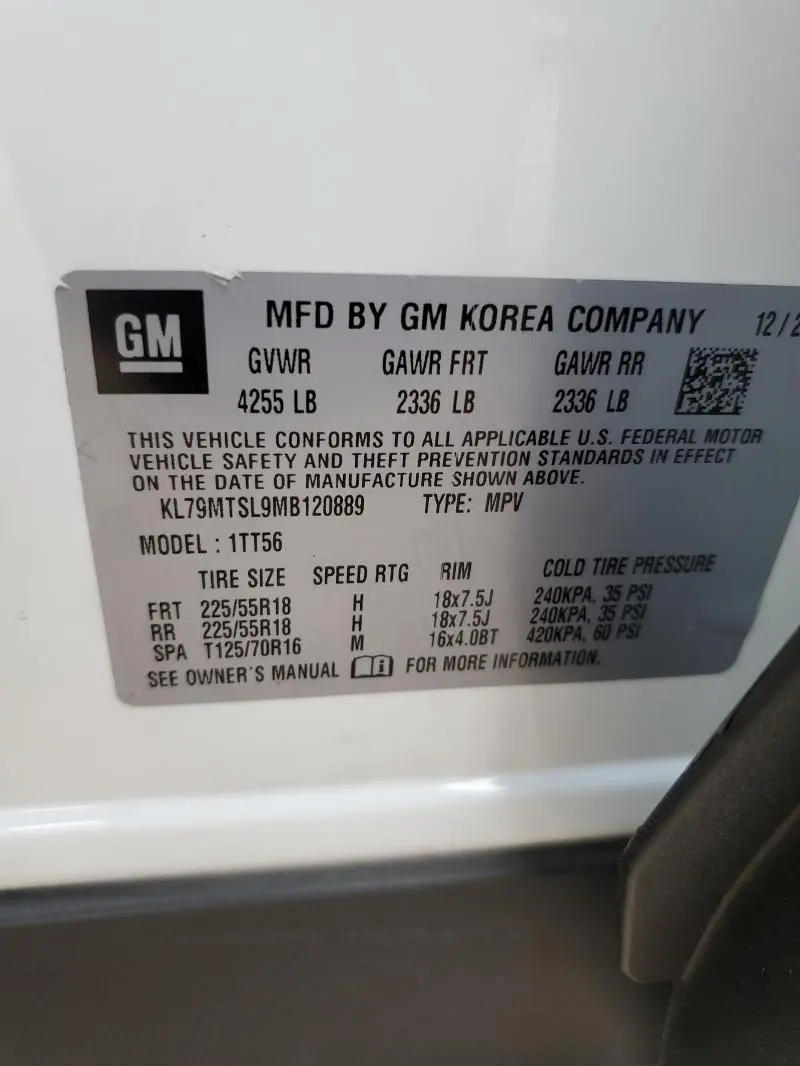 GM
MFD BY GM KOREA COMPANY 12/2
GVWR GAWR FRT GAWR RR
4255 LB 2336 LB 2336 LB
THIS VEHICLE CONFORMS TO ALL APPLICABLE U.S. FEDERAL MOTOR
VEHICLE SAFETY AND THEFT PREVENTION STANDARDS IN EFFECT
ON THE DATE OF MANUFACTURE SHOWN ABOVE.
KL79MTSL9MB120889 TYPE: MPV
MODEL : 1TT56
TIRE SIZE SPEED RTG RIM COLD TIRE PRESSURE
FRT 225/55R18 H 18x7.5J 240KPA, 35 PSI
RR 225/55R18 H 18x7.5J 240KPA, 35 PSI
SPA T125/70R16 M 16x4.0BT 420KPA, 60 PSI
SEE OWNER'S MANUAL FOR MORE INFORMATION.